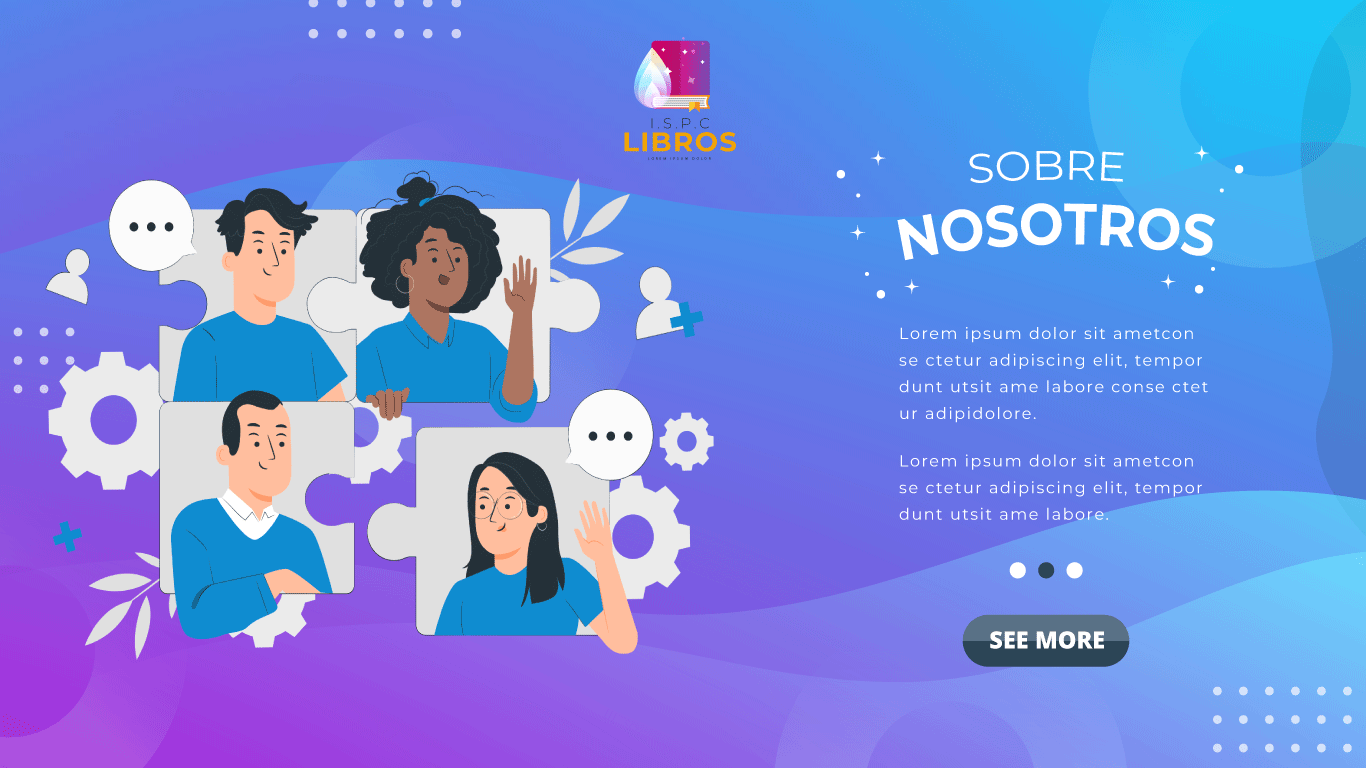 I.S.P.C
LIBROS
LOREM IPSUM DOLOR
SOBRE
NOSOTROS
Lorem ipsum dolor sit ametcon
se ctetur adipiscing elit, tempor
dunt utsit ame labore conse ctet
ur adipidolore.
Lorem ipsum dolor sit ametcon
se ctetur adipiscing elit, tempor
dunt utsit ame labore.
SEE MORE